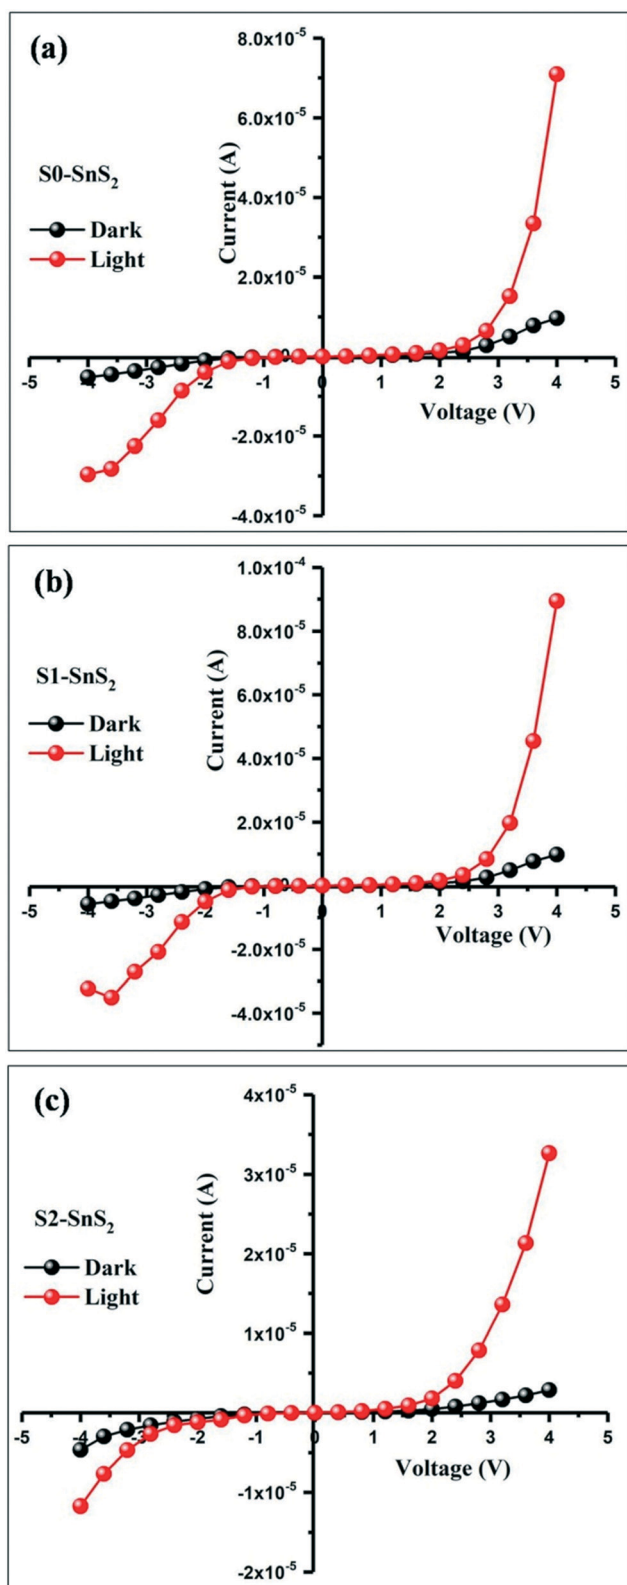 (a)
S0-SnS₂
Dark
Light
Current (A)
8.0x10⁻⁵
6.0x10⁻⁵
4.0x10⁻⁵
2.0x10⁻⁵
0
-2.0x10⁻⁵
-4.0x10⁻⁵
-5 -4 -3 -2 -1 0 1 2 3 4 5
Voltage (V)
(b)
S1-SnS₂
Dark
Light
Current (A)
1.0x10⁻⁴
8.0x10⁻⁵
6.0x10⁻⁵
4.0x10⁻⁵
2.0x10⁻⁵
-2.0x10⁻⁵
-4.0x10⁻⁵
-5 -4 -3 -2 -1 0 1 2 3 4 5
Voltage (V)
(c)
S2-SnS₂
Dark
Light
Current (A)
4x10⁻⁵
3x10⁻⁵
2x10⁻⁵
1x10⁻⁵
-1x10⁻⁵
-2x10⁻⁵
-5 -4 -3 -2 -1 0 1 2 3 4 5
Voltage (V)